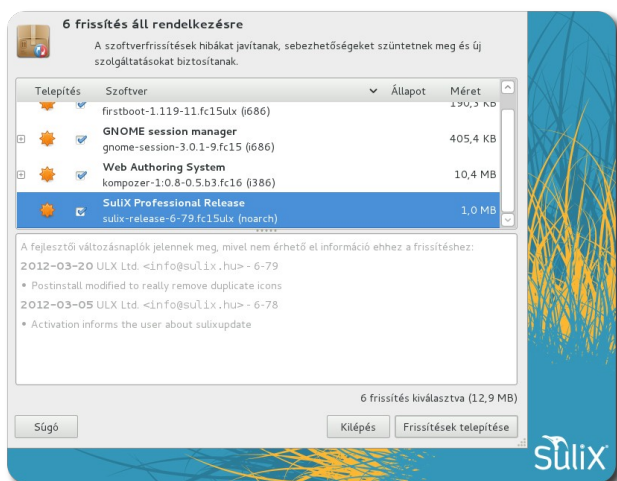 6 frissítés áll rendelkezésre
A szoftverfrissítések hibákat javítanak, sebezhetőségeket szüntetnek meg és új
szolgáltatásokat biztosítanak.
Telepítés Szoftver Állapot Méret
firstboot-1.119-11.fc15ulx (i686) 190,3 KB
GNOME session manager
gnome-session-3.0.1-9.fc15 (i686) 405,4 KB
Web Authoring System
kompozer-1:0.8-0.5.b3.fc16 (i386) 10,4 MB
SuliX Professional Release
sulix-release-6-79.fc15ulx (noarch) 1,0 MB
A fejlesztői változásnaplók jelennek meg, mivel nem érhető el információ ehhez a frissítéshez:
2012-03-20 ULX Ltd. <info@sulix.hu> - 6-79
• Postinstall modified to really remove duplicate icons
2012-03-05 ULX Ltd. <info@sulix.hu> - 6-78
• Activation informs the user about sulixupdate
6 frissítés kiválasztva (12,9 MB)
Súgó Kilépés Frissítések telepítése
SuliX